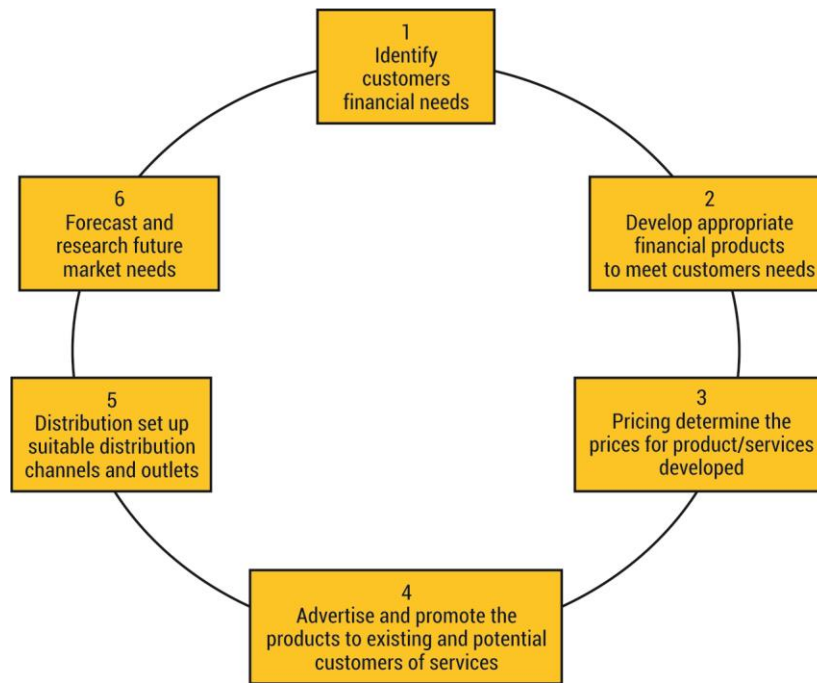 1
Identify
customers
financial needs
2
Develop appropriate
financial products
to meet customers needs
3
Pricing determine the
prices for product/services
developed
4
Advertise and promote the
products to existing and potential
customers of services
5
Distribution set up
suitable distribution
channels and outlets
6
Forecast and
research future
market needs